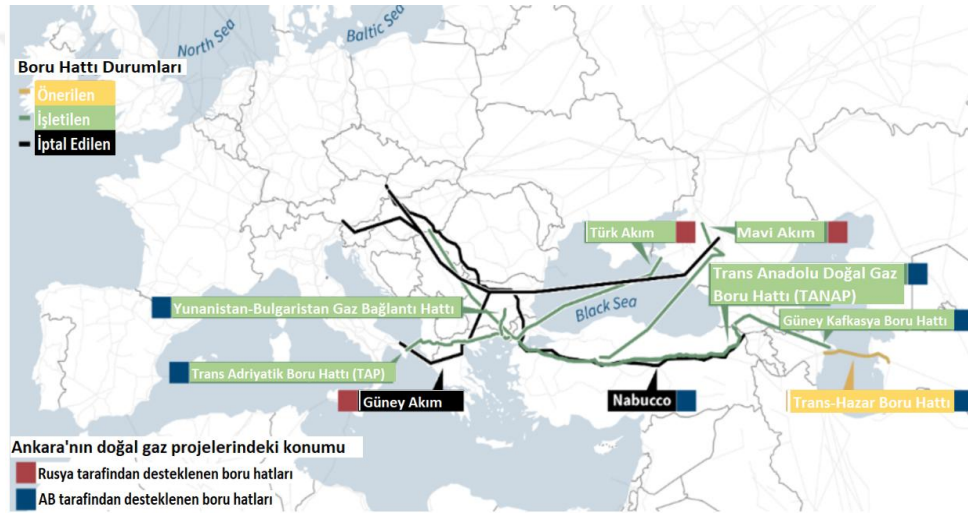 North Sea
Baltic Sea
Boru Hattı Durumları
Önerilen
İşletilen
İptal Edilen
Türk Akım
Mavi Akım
Trans Anadolu Doğal Gaz
Boru Hattı (TANAP)
Black Sea
Yunanistan-Bulgaristan Gaz Bağlantı Hattı
Güney Kafkasya Boru Hattı
Trans Adriyatik Boru Hattı (TAP)
Güney Akım
Nabucco
Trans-Hazar Boru Hattı
Ankara'nın doğal gaz projelerindeki konumu
Rusya tarafindan desteklenen boru hatları
AB tarafindan desteklenen boru hatları